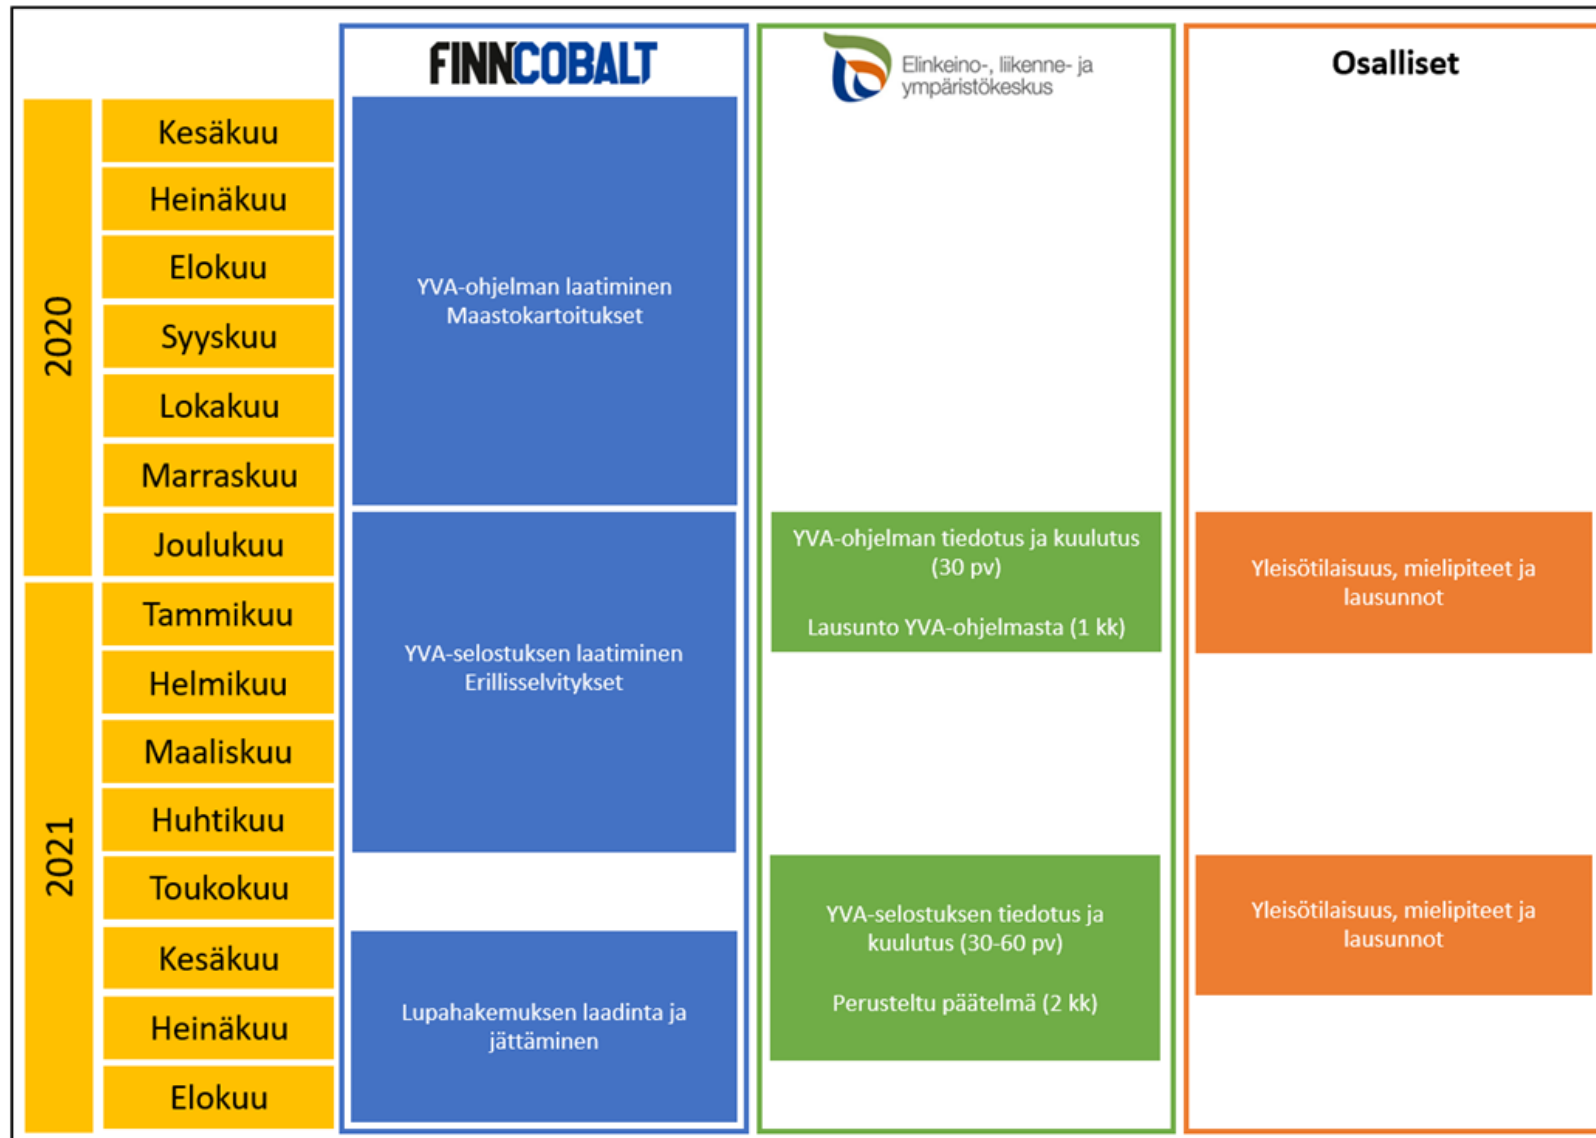 FINNCOBALT
Elinkeino-, liikenne- ja
ympäristökeskus
Osalliset
2020
Kesäkuu
Heinäkuu
Elokuu
Syyskuu
Lokakuu
Marraskuu
Joulukuu
2021
Tammikuu
Helmikuu
Maaliskuu
Huhtikuu
Toukokuu
Kesäkuu
Heinäkuu
Elokuu
YVA-ohjelman laatiminen
Maastokartoitukset
YVA-selostuksen laatiminen
Erillisselvitykset
Lupahakemuksen laadinta ja
jättäminen
YVA-ohjelman tiedotus ja kuulutus
(30 pv)
Lausunto YVA-ohjelmasta (1 kk)
YVA-selostuksen tiedotus ja
kuulutus (30-60 pv)
Perusteltu päätelmä (2 kk)
Yleisötilaisuus, mielipiteet ja
lausunnot
Yleisötilaisuus, mielipiteet ja
lausunnot